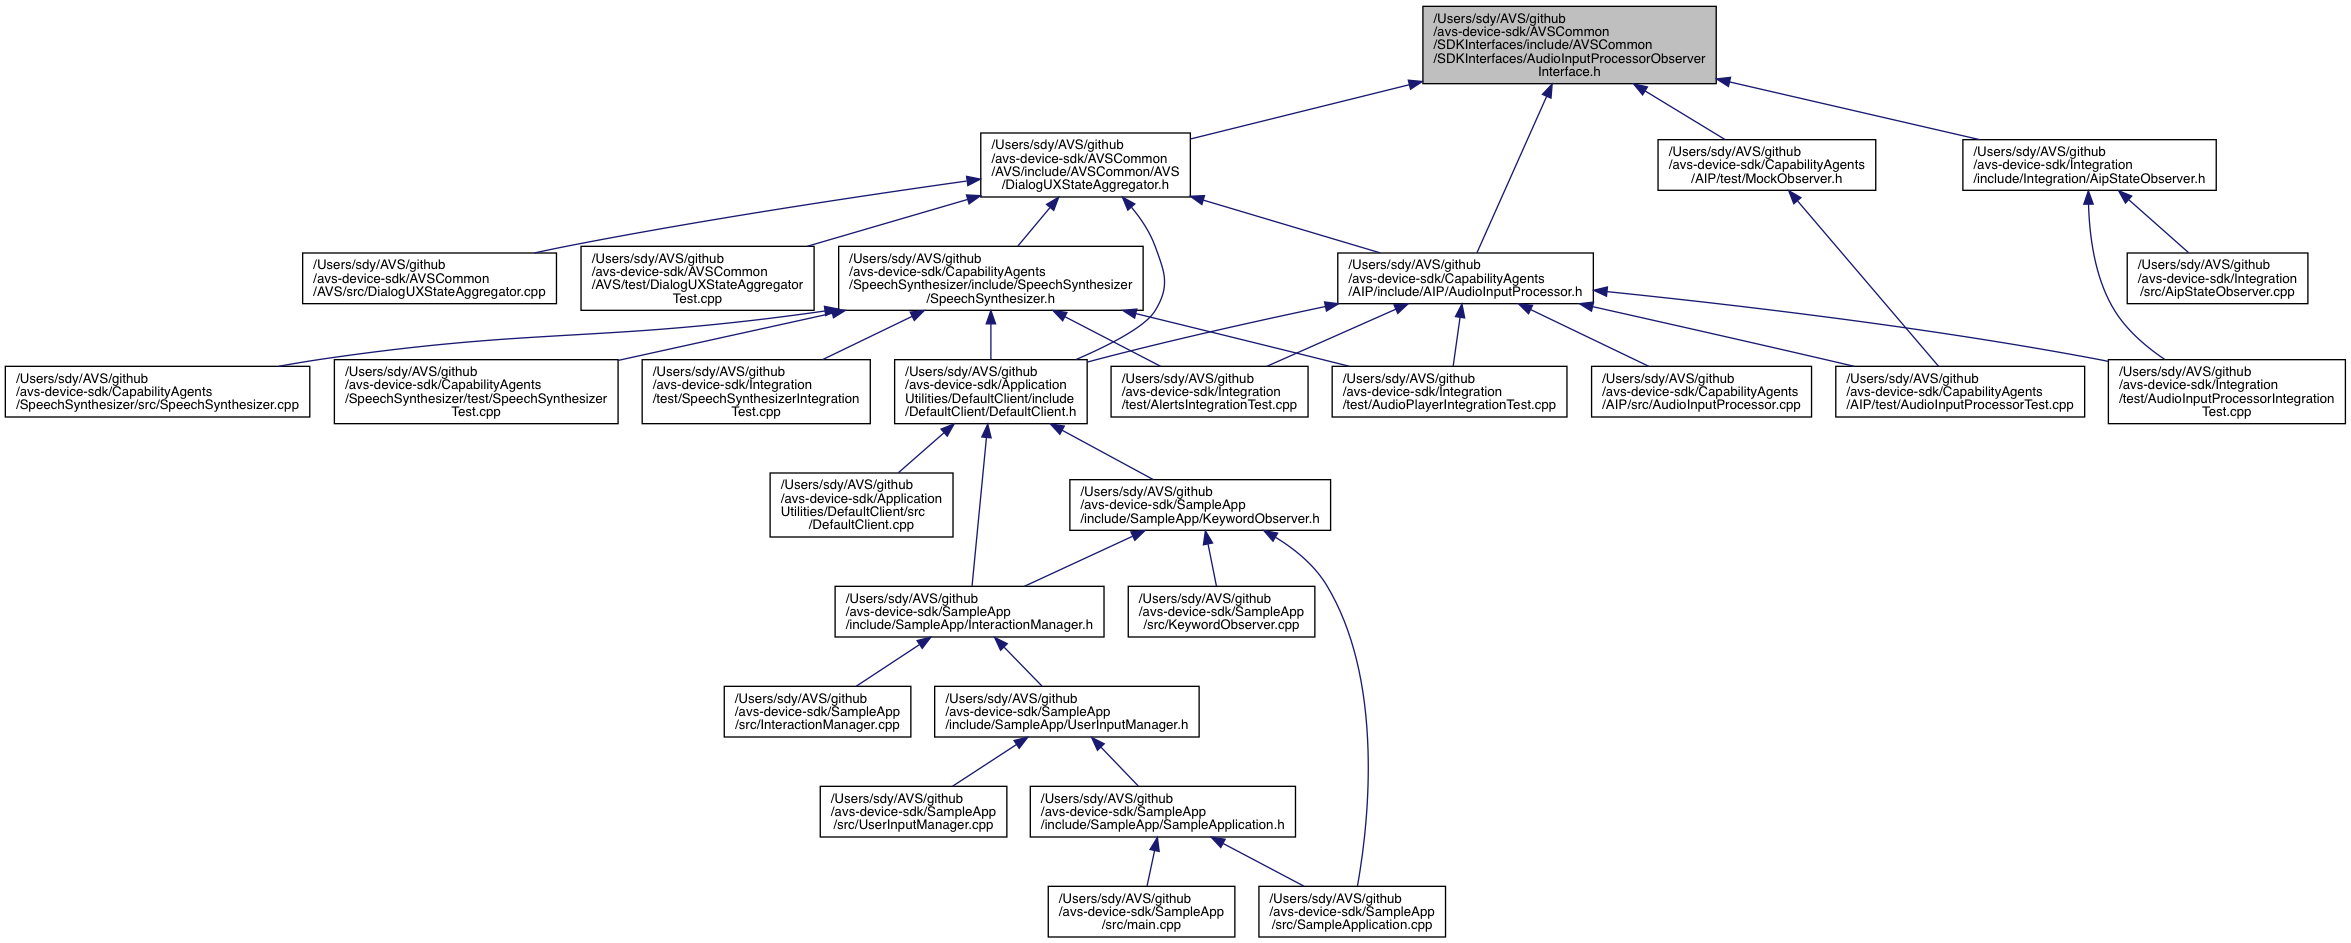 /Users/sdy/AVS/github
/avs-device-sdk/AVSCommon
/SDKInterfaces/include/AVSCommon
/SDKInterfaces/AudioInputProcessorObserver
Interface.h
/Users/sdy/AVS/github
/avs-device-sdk/AVSCommon
/AVS/include/AVSCommon/AVS
/DialogUXStateAggregator.h
/Users/sdy/AVS/github
/avs-device-sdk/CapabilityAgents
/AIP/test/MockObserver.h
/Users/sdy/AVS/github
/avs-device-sdk/Integration
/include/Integration/AipStateObserver.h
/Users/sdy/AVS/github
/avs-device-sdk/AVSCommon
/AVS/src/DialogUXStateAggregator.cpp
/Users/sdy/AVS/github
/avs-device-sdk/AVSCommon
/AVS/test/DialogUXStateAggregator
Test.cpp
/Users/sdy/AVS/github
/avs-device-sdk/CapabilityAgents
/SpeechSynthesizer/include/SpeechSynthesizer
/SpeechSynthesizer.h
/Users/sdy/AVS/github
/avs-device-sdk/CapabilityAgents
/AIP/include/AIP/AudioInputProcessor.h
/Users/sdy/AVS/github
/avs-device-sdk/Integration
/src/AipStateObserver.cpp
/Users/sdy/AVS/github
/avs-device-sdk/CapabilityAgents
/SpeechSynthesizer/src/SpeechSynthesizer.cpp
/Users/sdy/AVS/github
/avs-device-sdk/CapabilityAgents
/SpeechSynthesizer/test/SpeechSynthesizer
Test.cpp
/Users/sdy/AVS/github
/avs-device-sdk/Integration
/test/SpeechSynthesizerIntegration
Test.cpp
/Users/sdy/AVS/github
/avs-device-sdk/Application
Utilities/DefaultClient/include
/DefaultClient/DefaultClient.h
/Users/sdy/AVS/github
/avs-device-sdk/Integration
/test/AlertsIntegrationTest.cpp
/Users/sdy/AVS/github
/avs-device-sdk/Integration
/test/AudioPlayerIntegrationTest.cpp
/Users/sdy/AVS/github
/avs-device-sdk/CapabilityAgents
/AIP/src/AudioInputProcessor.cpp
/Users/sdy/AVS/github
/avs-device-sdk/CapabilityAgents
/AIP/test/AudioInputProcessorTest.cpp
/Users/sdy/AVS/github
/avs-device-sdk/Integration
/test/AudioInputProcessorIntegration
Test.cpp
/Users/sdy/AVS/github
/avs-device-sdk/Application
Utilities/DefaultClient/src
/DefaultClient.cpp
/Users/sdy/AVS/github
/avs-device-sdk/SampleApp
/include/SampleApp/KeywordObserver.h
/Users/sdy/AVS/github
/avs-device-sdk/SampleApp
/include/SampleApp/InteractionManager.h
/Users/sdy/AVS/github
/avs-device-sdk/SampleApp
/src/KeywordObserver.cpp
/Users/sdy/AVS/github
/avs-device-sdk/SampleApp
/src/InteractionManager.cpp
/Users/sdy/AVS/github
/avs-device-sdk/SampleApp
/include/SampleApp/UserInputManager.h
/Users/sdy/AVS/github
/avs-device-sdk/SampleApp
/src/UserInputManager.cpp
/Users/sdy/AVS/github
/avs-device-sdk/SampleApp
/include/SampleApp/SampleApplication.h
/Users/sdy/AVS/github
/avs-device-sdk/SampleApp
/src/main.cpp
/Users/sdy/AVS/github
/avs-device-sdk/SampleApp
/src/SampleApplication.cpp